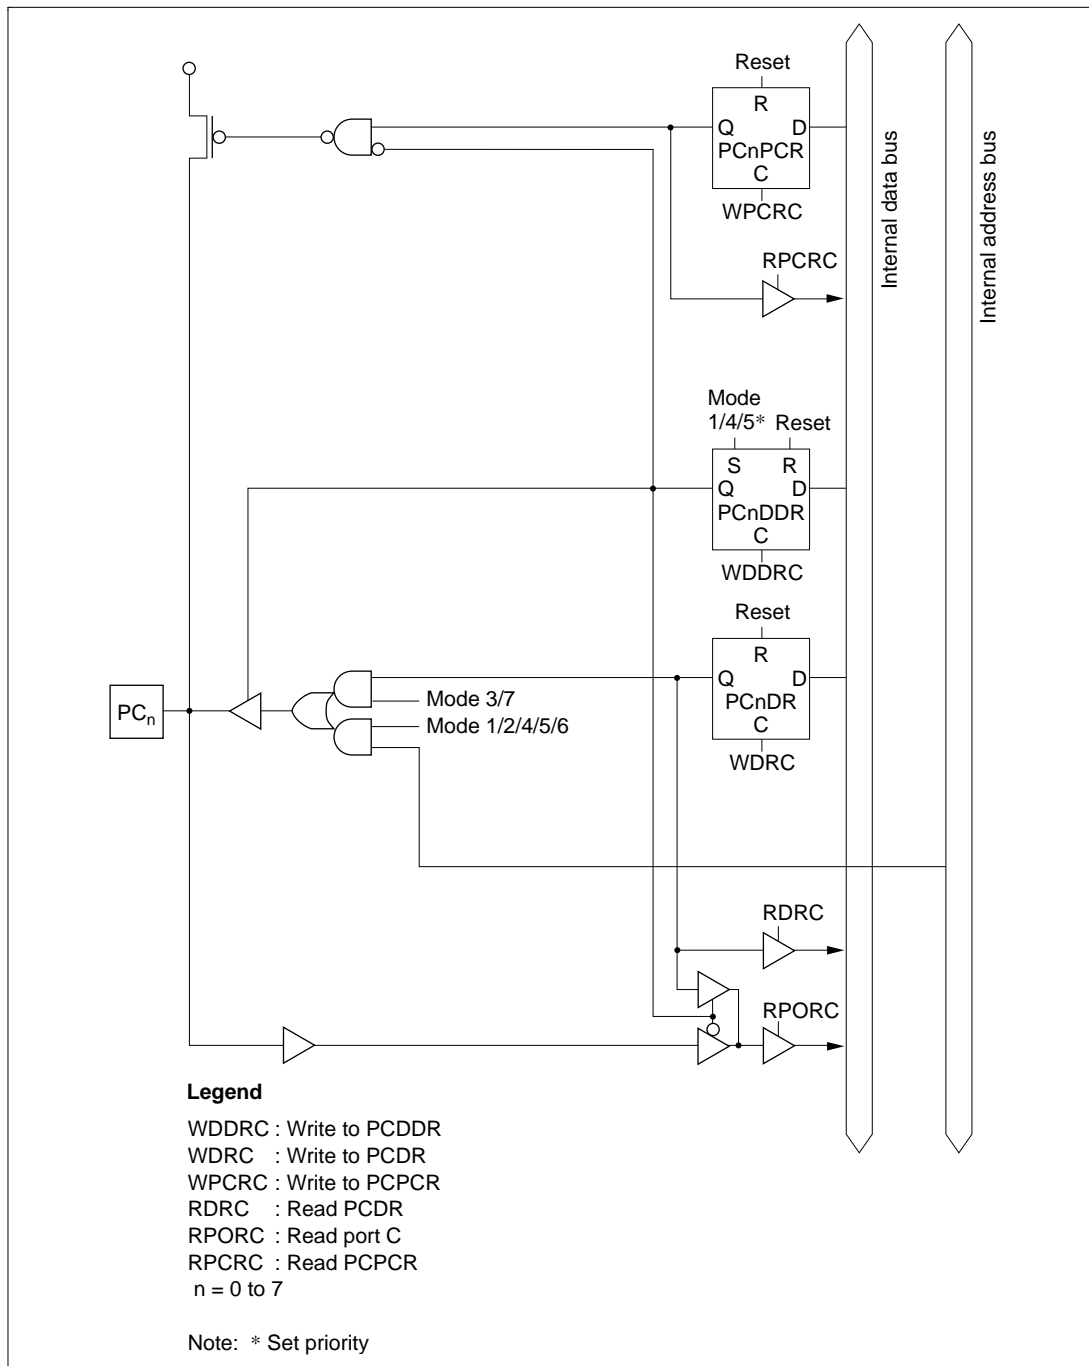 Reset
R
Q D
PCnPCR
C
WPCRC
RPCRC
Internal data bus
Internal address bus
Mode
1/4/5* Reset
S R
Q D
PCnDDR
C
WDDRC
Reset
R
Q D
PCnDR
C
WDRC
PCn
Mode 3/7
Mode 1/2/4/5/6
RDRC
RPORC
Legend
WDDRC : Write to PCDDR
WDRC : Write to PCDR
WPCRC : Write to PCPCR
RDRC : Read PCDR
RPORC : Read port C
RPCRC : Read PCPCR
n = 0 to 7
Note: * Set priority